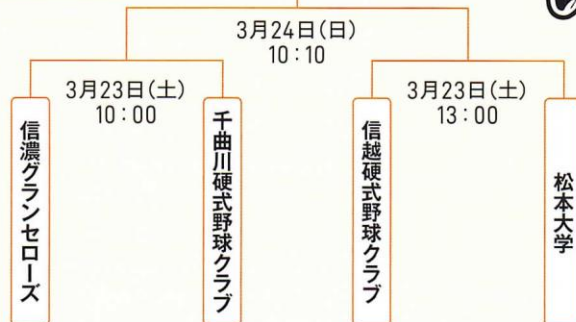 3月24日(日)
10:10
3月23日(土)
10:00
3月23日(土)
13:00
信濃グランセローズ
千曲川硬式野球クラブ
信越硬式野球クラブ
松本大学